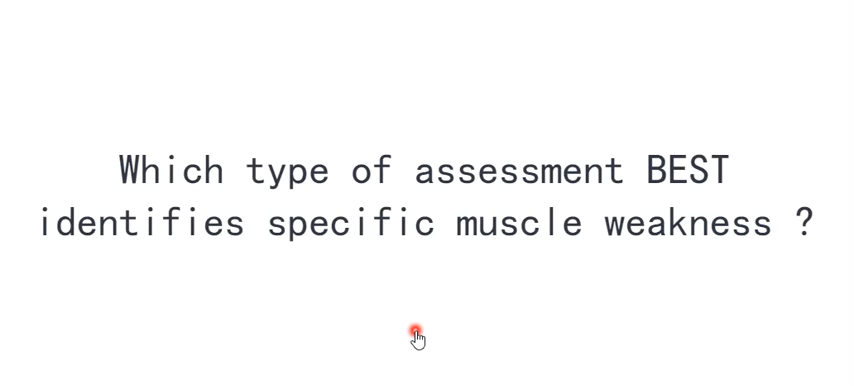 Which type of assessment BEST
identifies specific muscle weakness ?